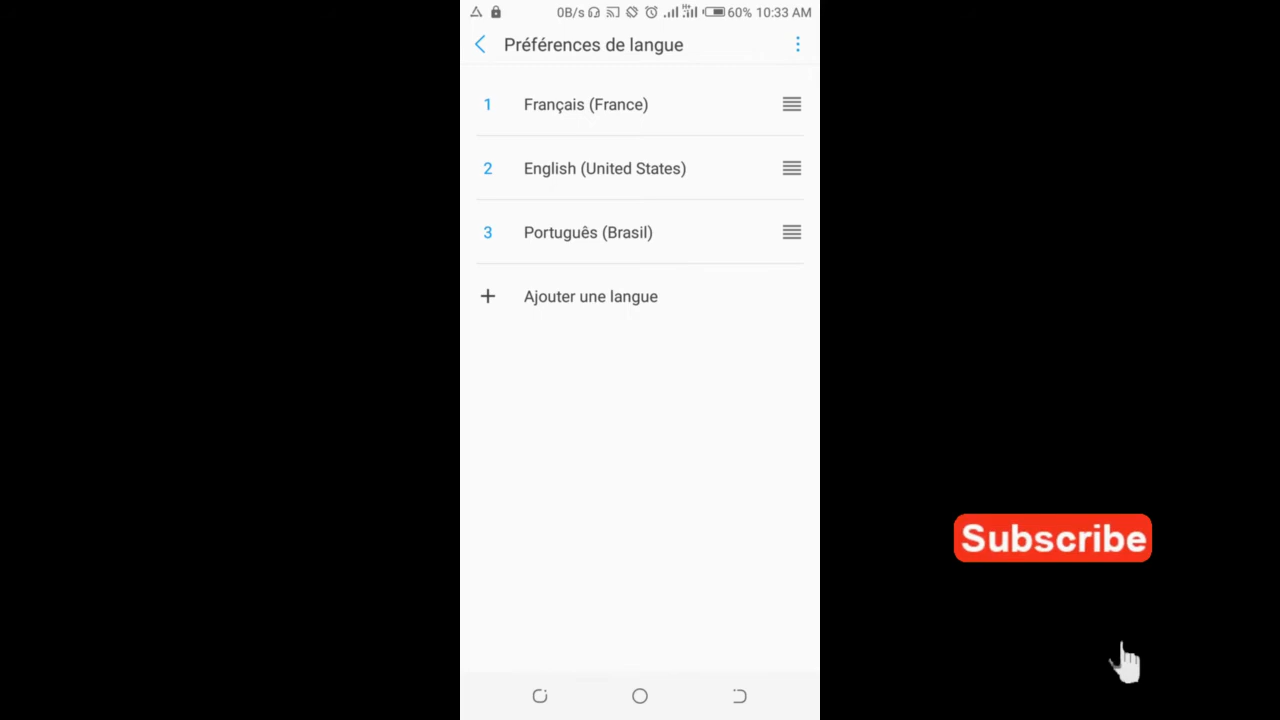 0B/s 60% 10:33 AM
Préférences de langue
1 Français (France)
2 English (United States)
3 Português (Brasil)
+ Ajouter une langue
Subscribe